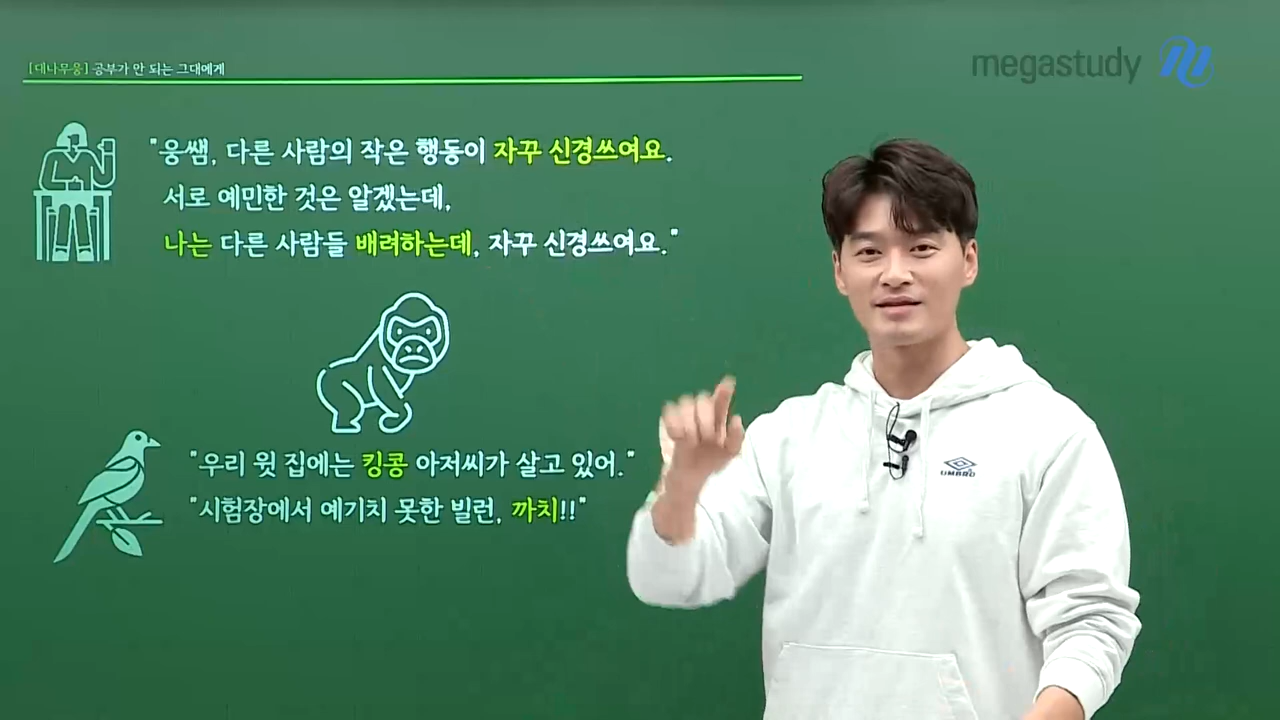 [대나무웅] 공부가 안 되는 그대에게
megastudy
"웅쌤, 다른 사람의 작은 행동이 자꾸 신경쓰여요.
서로 예민한 것은 알겠는데,
나는 다른 사람들 배려하는데, 자꾸 신경쓰여요."
"우리 윗 집에는 킹콩 아저씨가 살고 있어."
"시험장에서 예기치 못한 빌런, 까치!!"
UMBRO